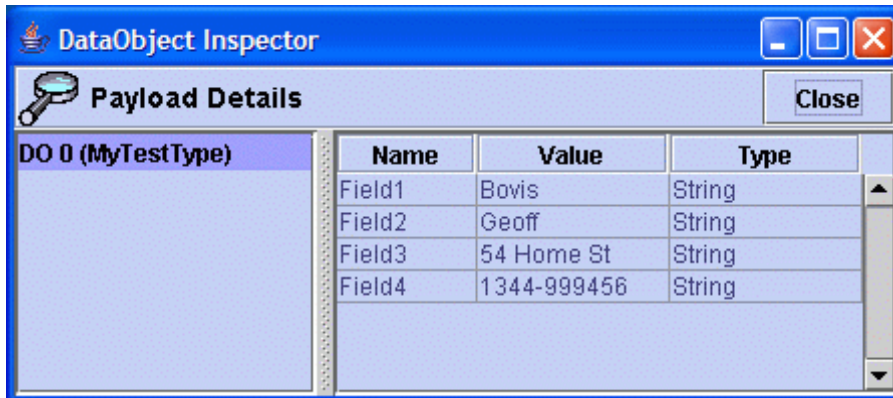 DataObject Inspector
Payload Details
Close
DO 0 (MyTestType)
Name Value Type
Field1 Bovis String
Field2 Geoff String
Field3 54 Home St String
Field4 1344-999456 String